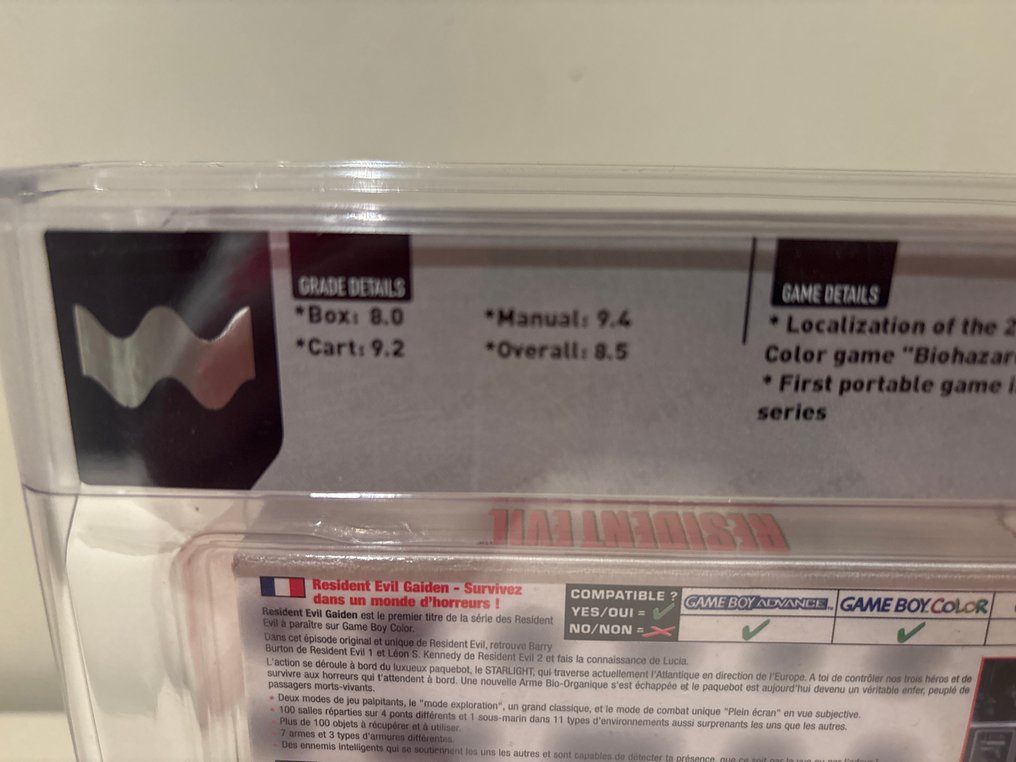 GRADE DETAILS
*Box: 8.0
*Cart: 9.2
*Manual: 9.4
*Overall: 8.5
GAME DETAILS
* Localization of the 2
Color game "Biohazar
* First portable game i
series
RESIDENT EVIL
Resident Evil Gaiden - Survivez
dans un monde d'horreurs !
Resident Evil Gaiden est le premier titre de la série des Resident
Evil à paraître sur Game Boy Color.
Dans cet épisode original et unique de Resident Evil, retrouve Barry
Burton de Resident Evil 1 et Léon S. Kennedy de Resident Evil 2 et fais la connaissance de Lucia.
L'action se déroule à bord du luxueux paquebot, le STARLIGHT, qui traverse actuellement l'Atlantique en direction de l'Europe. A toi de contrôler nos trois héros et de
survivre aux horreurs qui t'attendent à bord. Une nouvelle Arme Bio-Organique s'est échappée et le paquebot est aujourd'hui devenu un véritable enfer, peuplé de
passagers morts-vivants.
• Deux modes de jeu palpitants, le "mode exploration", un grand classique, et le mode de combat unique "Plein écran" en vue subjective.
• 100 salles réparties sur 4 ponts différents et 1 sous-marin dans 11 types d'environnements aussi surprenants les uns que les autres.
• Plus de 100 objets à récupérer et à utiliser.
• 7 armes et 3 types d'armures différentes.
• Des ennemis intelligents qui se soutiennent les uns les autres et sont capables de détecter ta présence, que ce soit
COMPATIBLE ?
YES/OUI = ✓
NO/NON = ✗
GAME BOY ADVANCE
GAME BOY COLOR